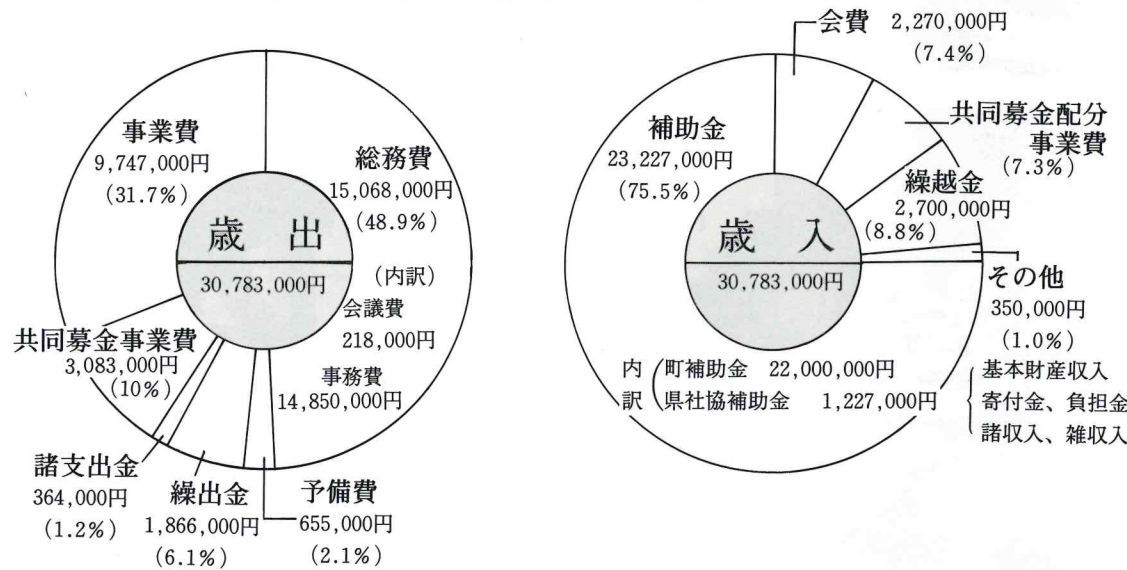 歳出
30,783,000円
総務費
15,068,000円
(48.9%)
(内訳)
会議費
218,000円
事務費
14,850,000円
予備費
655,000円
(2.1%)
繰出金
1,866,000円
(6.1%)
諸支出金
364,000円
(1.2%)
共同募金事業費
3,083,000円
(10%)
事業費
9,747,000円
(31.7%)
歳入
30,783,000円
会費 2,270,000円
(7.4%)
共同募金配分
事業費
(7.3%)
繰越金
2,700,000円
(8.8%)
その他
350,000円
(1.0%)
基本財産収入
寄付金、負担金
諸収入、雑収入
補助金
23,227,000円
(75.5%)
内訳
町補助金 22,000,000円
県社協補助金 1,227,000円